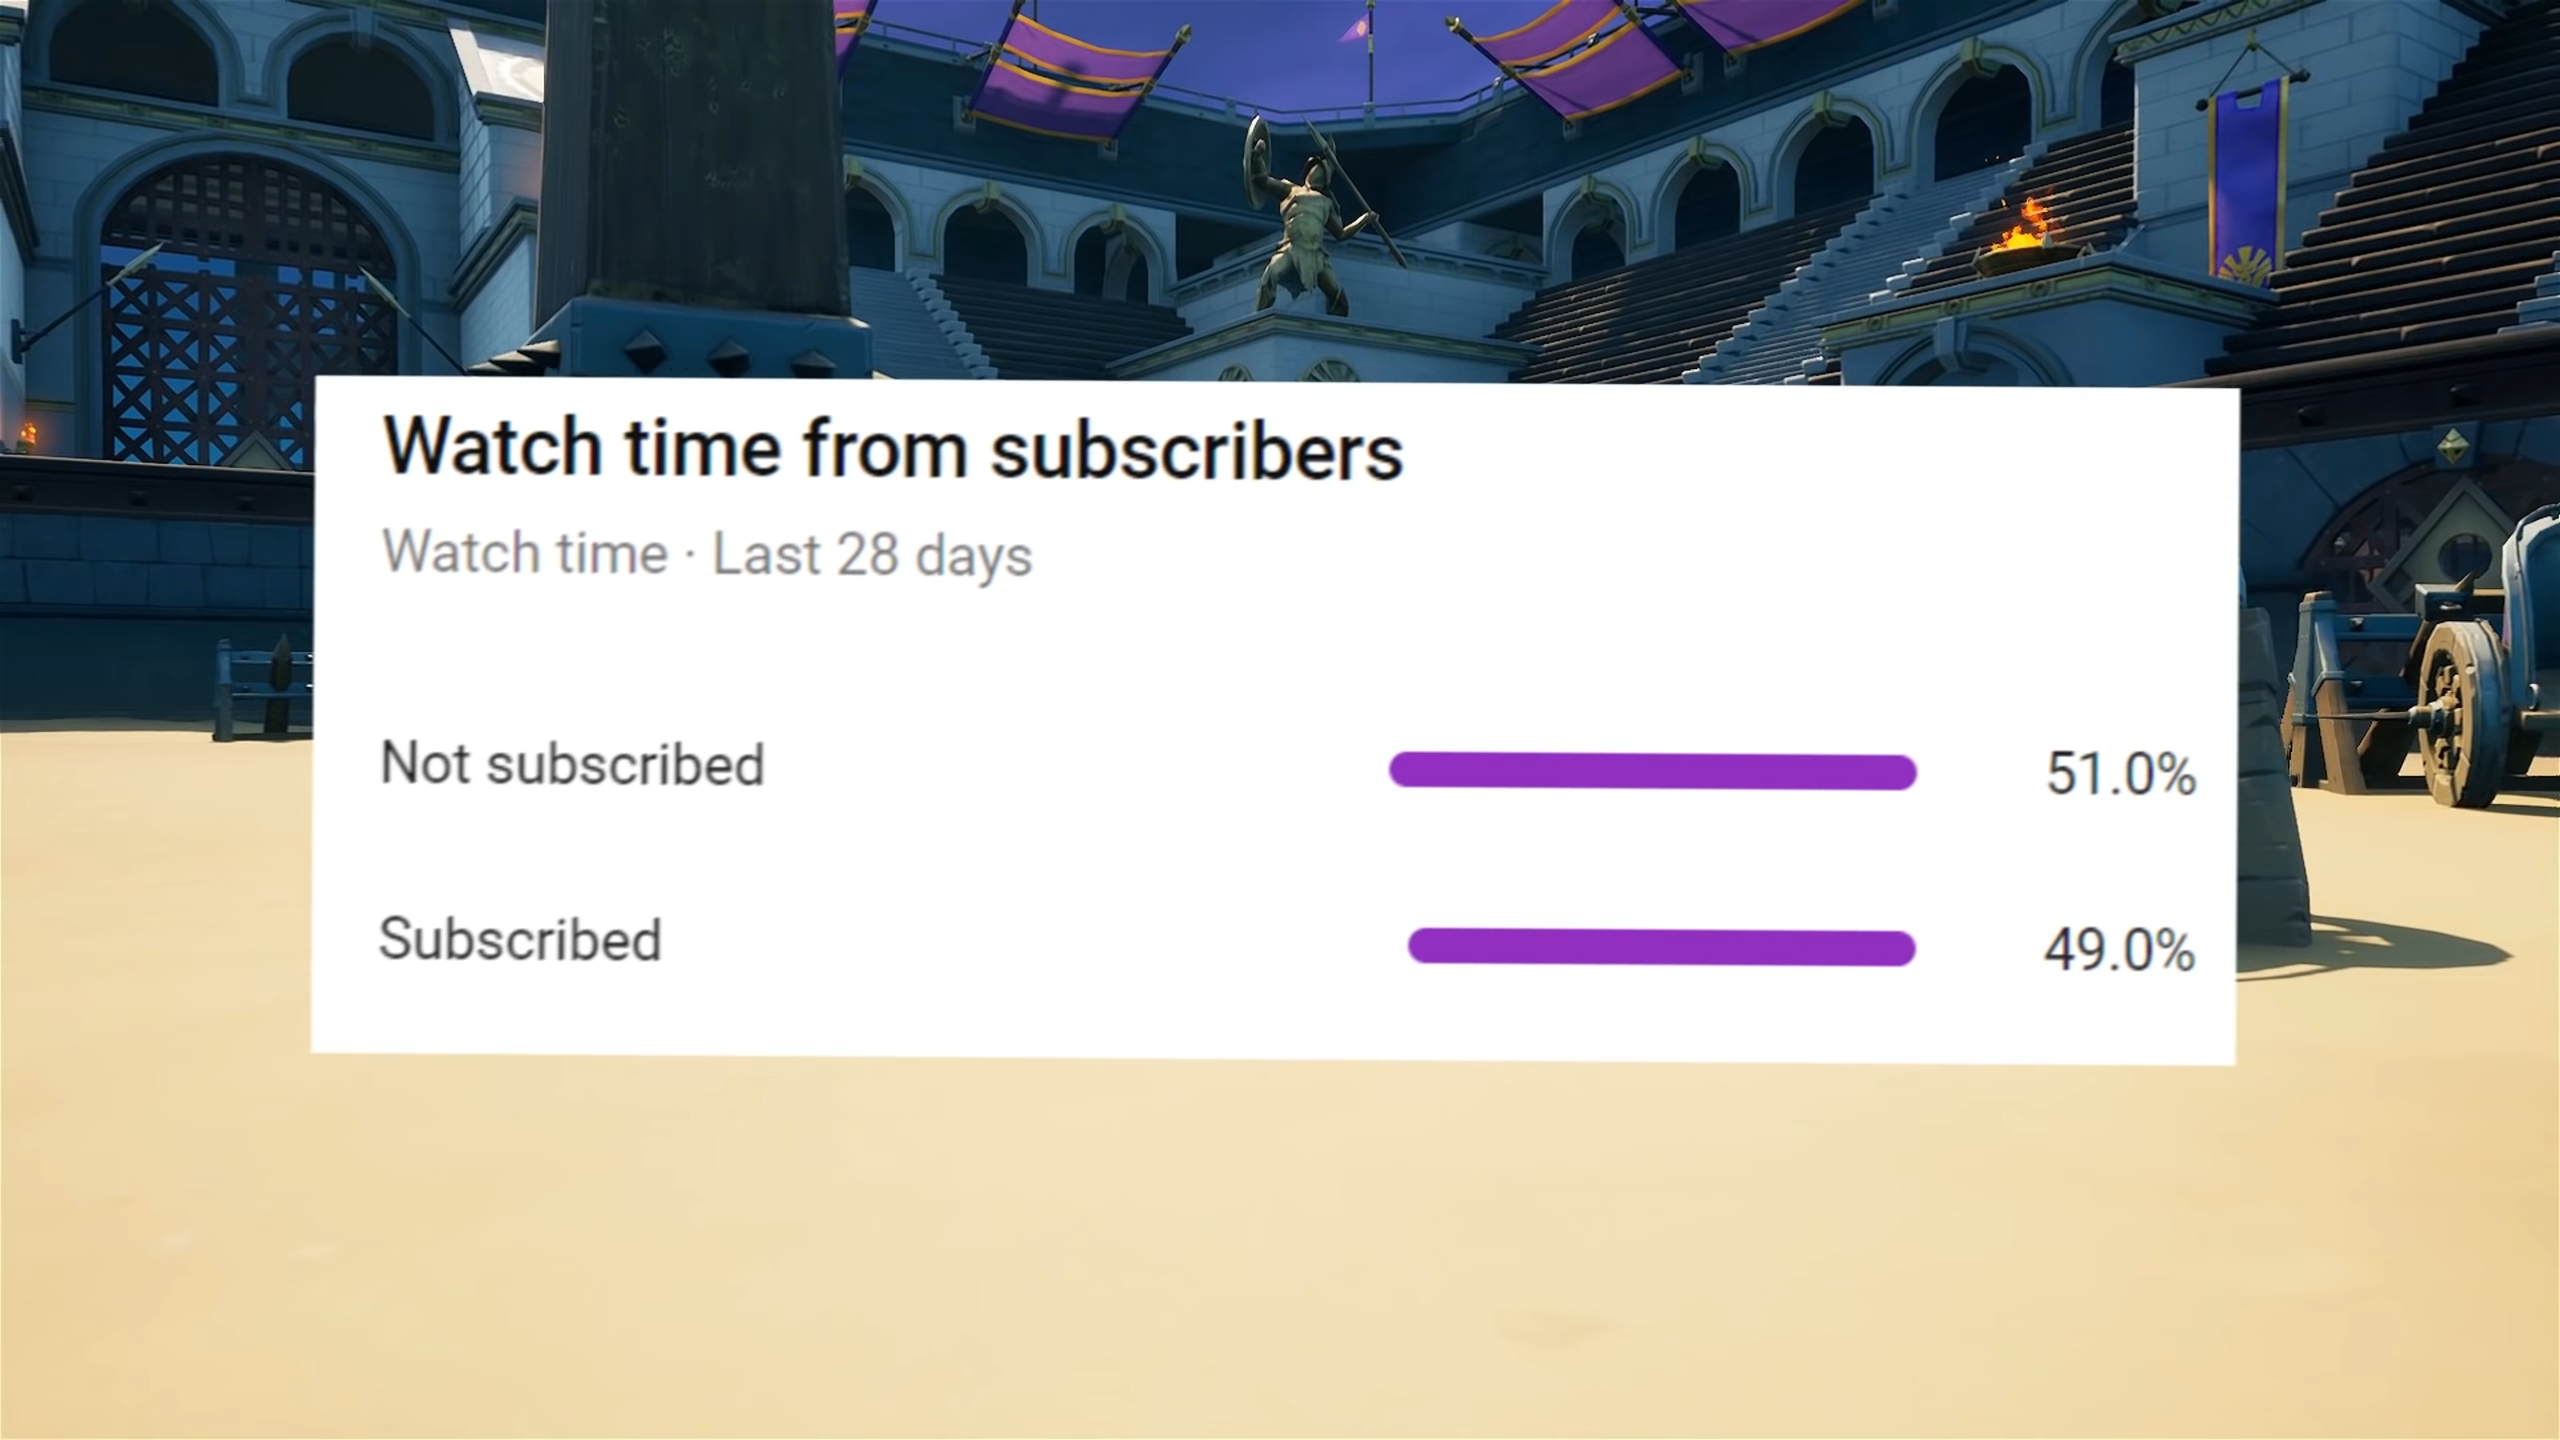 Watch time from subscribers
Watch time · Last 28 days
Not subscribed 51.0%
Subscribed 49.0%